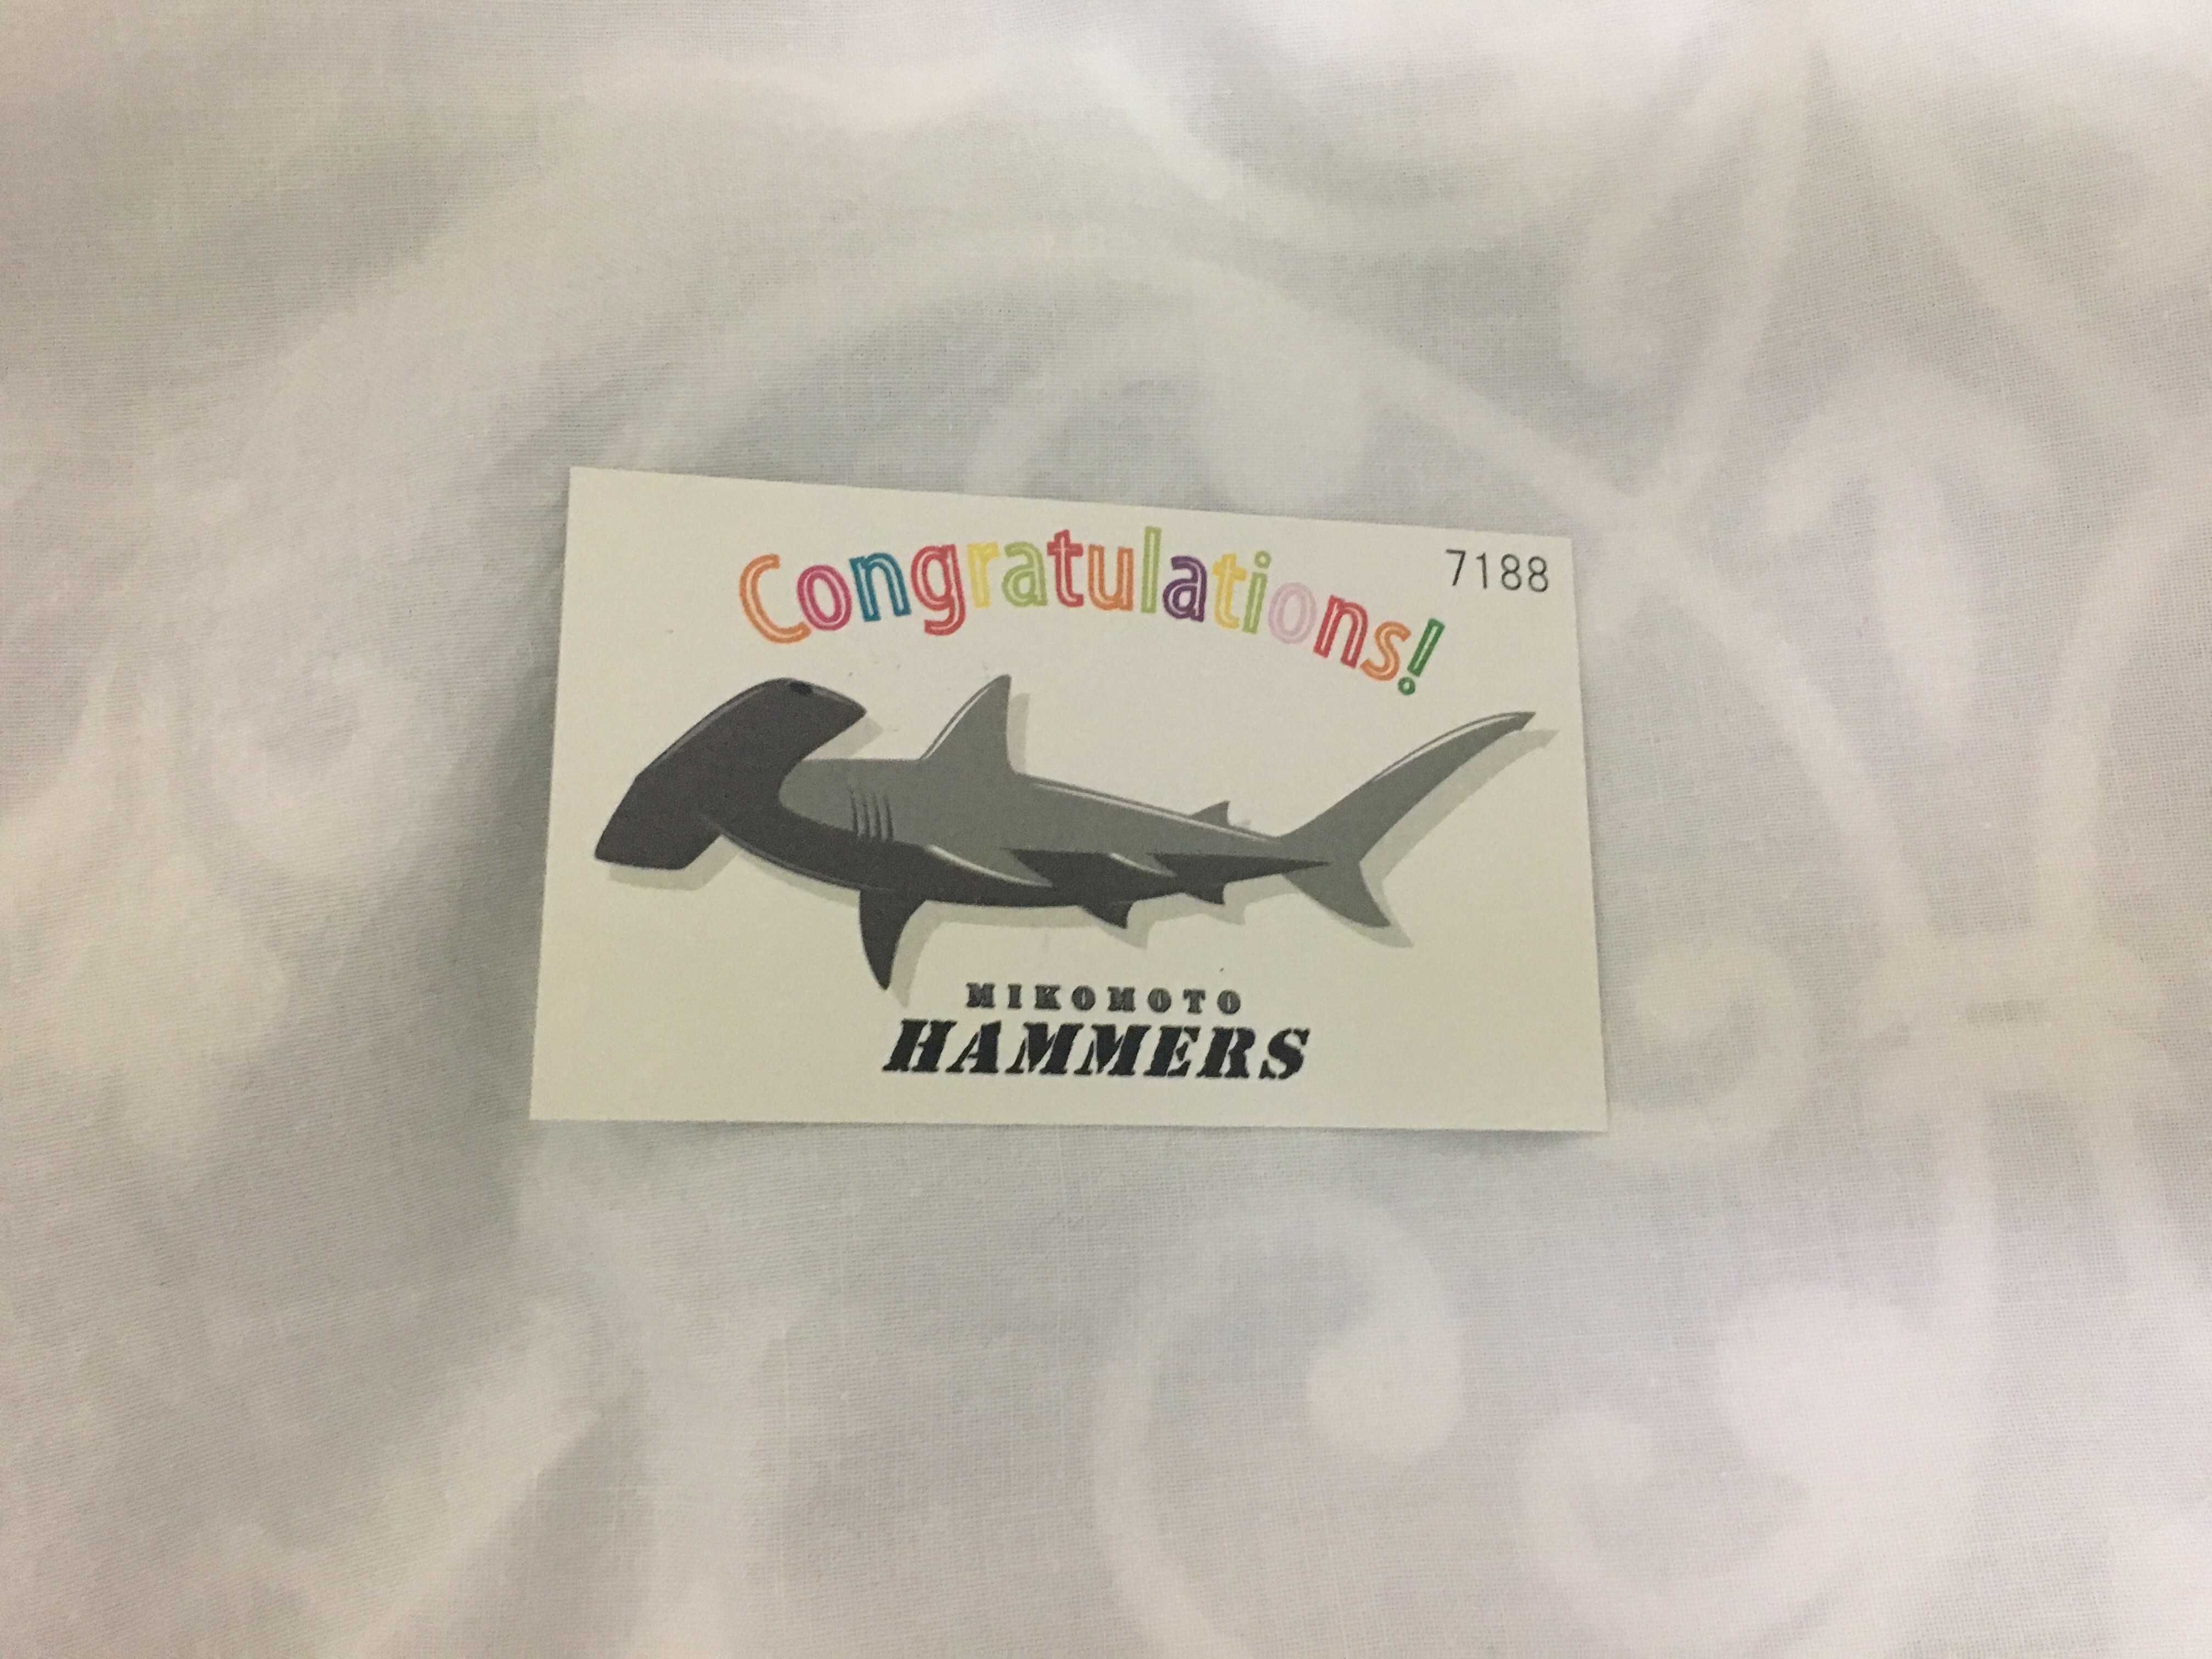 Congratulations!
7188
MIKOMOTO
HAMMERS